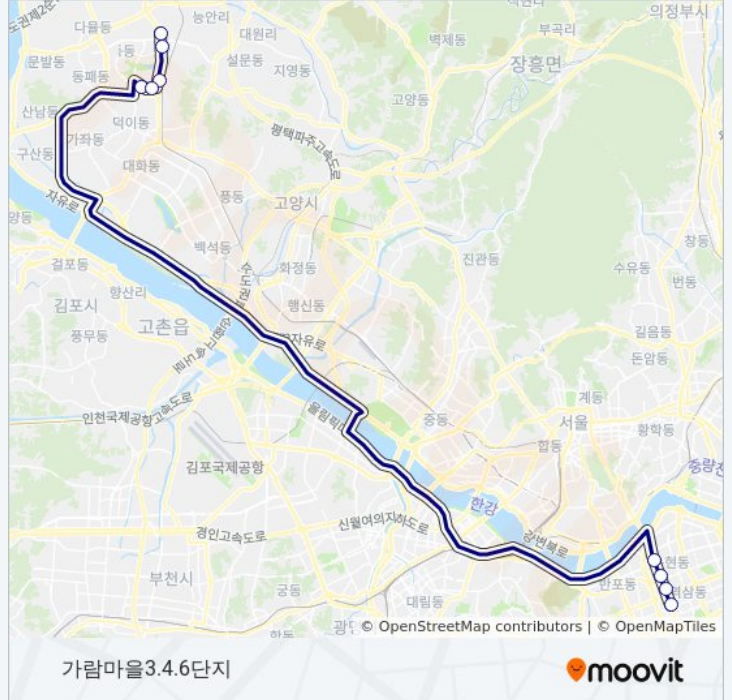 능안리
의정부시
다율동
대원리
벽제동
부곡리
문발동
설문동
지영동
장흥면
동패동
고양동
산남동
덕이동
가좌동
평택파주고속도로
구산동
대화동
풍동
고양시
자유로
백석동
창동
걸포동
화정동
진관동
수유동
번동
향산리
김포시
행신동
고촌읍
풍무동
길음동
돈암동
인천국제공항고속도로
계동
중동
서울
황학동
합동
김포국제공항
한강
신월여의지하도로
경인고속도로
강변북로
부천시
궁동
반포동
대림동
© OpenStreetMap contributors | © OpenMapTiles
가람마을3.4.6단지
moovit